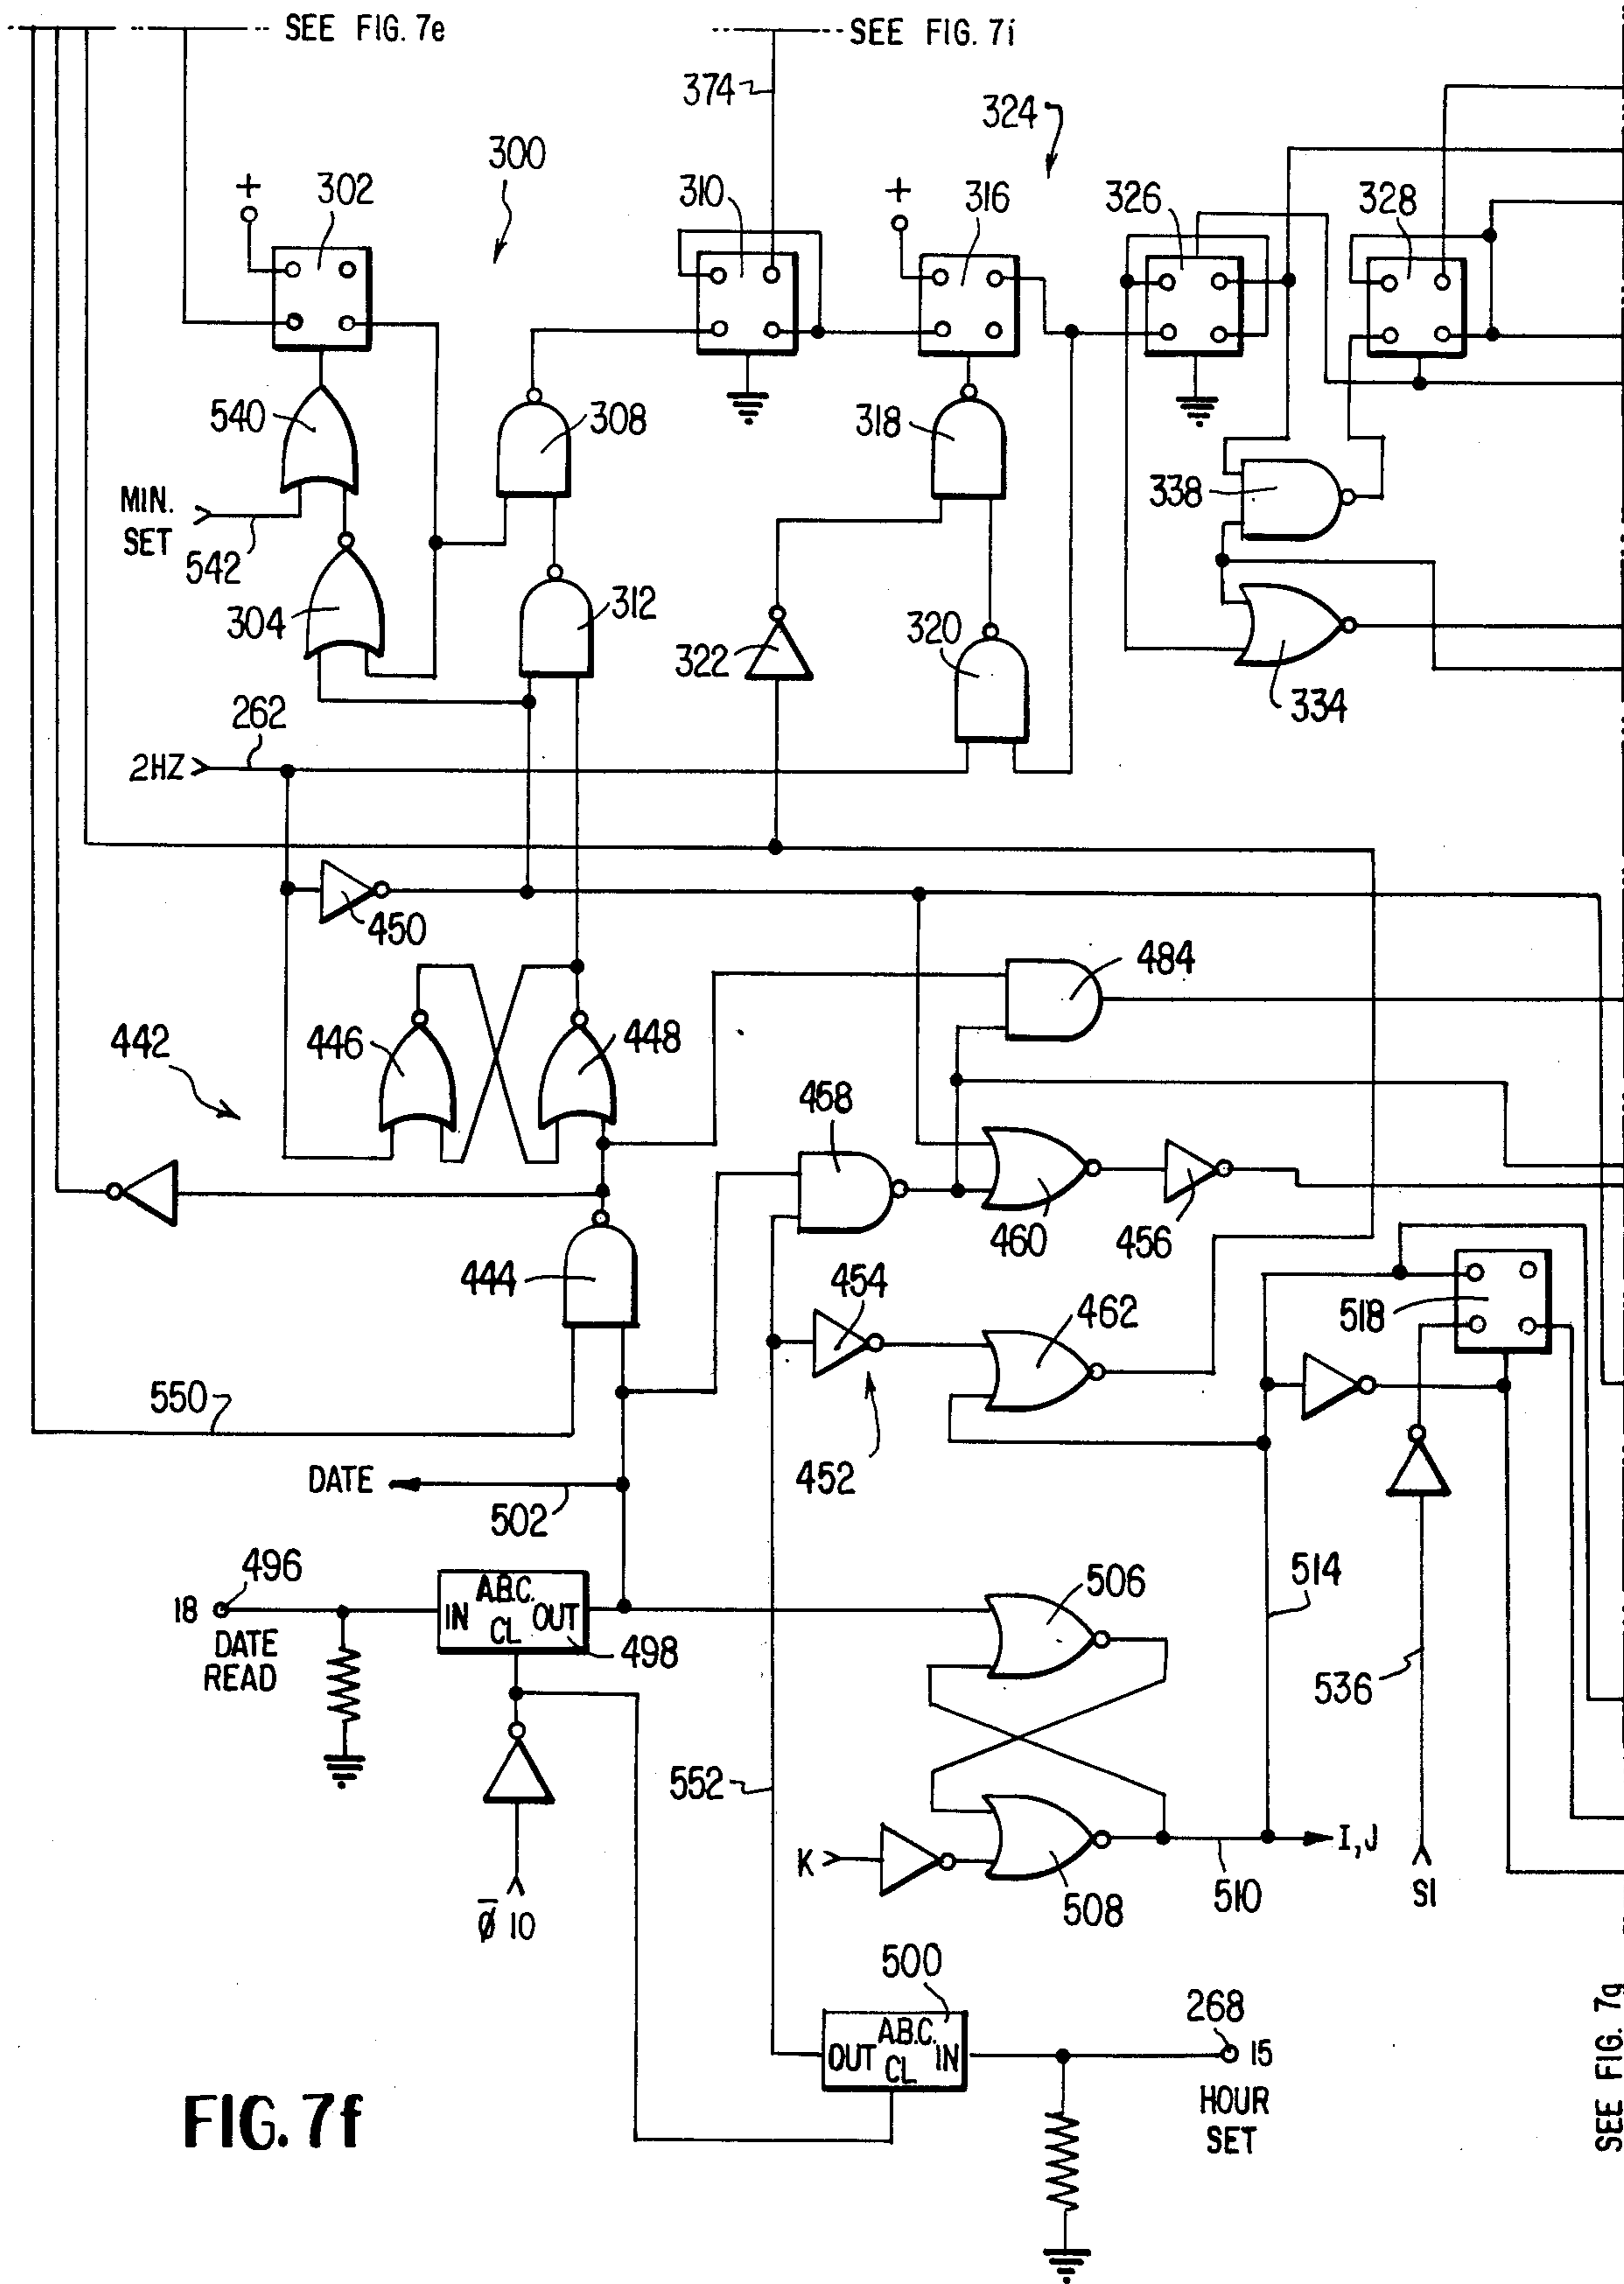 SEE FIG. 7e
SEE FIG. 7i
374
324
300
+
302
310
+
316
326
328
540
308
318
338
MIN.
SET
542
304
312
322
320
334
262
2HZ
450
484
442
446
448
458
460
456
444
454
462
518
550
452
DATE
502
496
18
DATE
READ
A.B.C.
IN
OUT
CL
498
506
514
536
552
K
I,J
508
510
S1
φ̅ 10
500
A.B.C.
OUT
IN
CL
268
15
HOUR
SET
FIG. 7f
SEE FIG. 7g